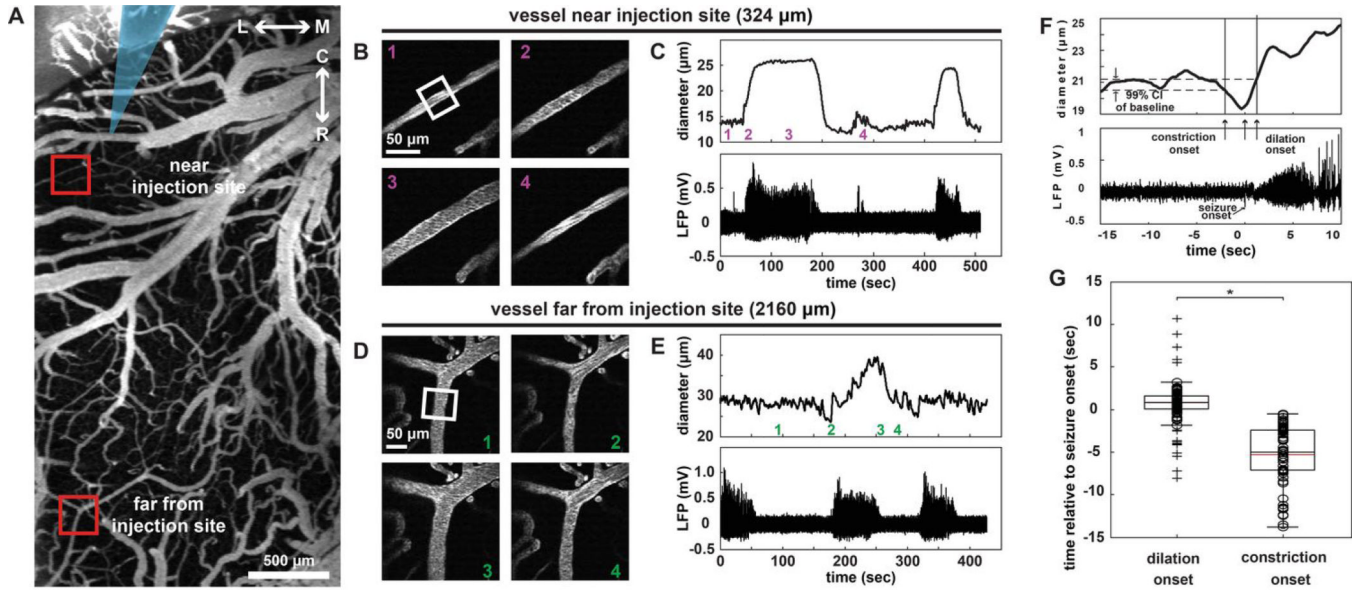 A
L M
C
R
near
injection site
far from
injection site
500 µm
vessel near injection site (324 µm)
B
1
2
50 µm
3
4
C
diameter (µm)
25
20
15
10
1 2 3 4
LFP (mV)
0.5
0
-0.5
0 100 200 300 400 500
time (sec)
vessel far from injection site (2160 µm)
D
50 µm
1
2
3
4
E
diameter (µm)
40
30
20
1 2 3 4
LFP (mV)
1.0
0.5
0
-0.5
0 100 200 300 400
time (sec)
F
diameter (µm)
25
23
21
19
99% CI
of baseline
constriction
onset
dilation
onset
LFP (mV)
1
0.5
0
-0.5
seizure
onset
-15 -10 -5 0 5 10
time (sec)
G
time relative to seizure onset (sec)
15
10
5
0
-5
-10
-15
*
dilation
onset
constriction
onset